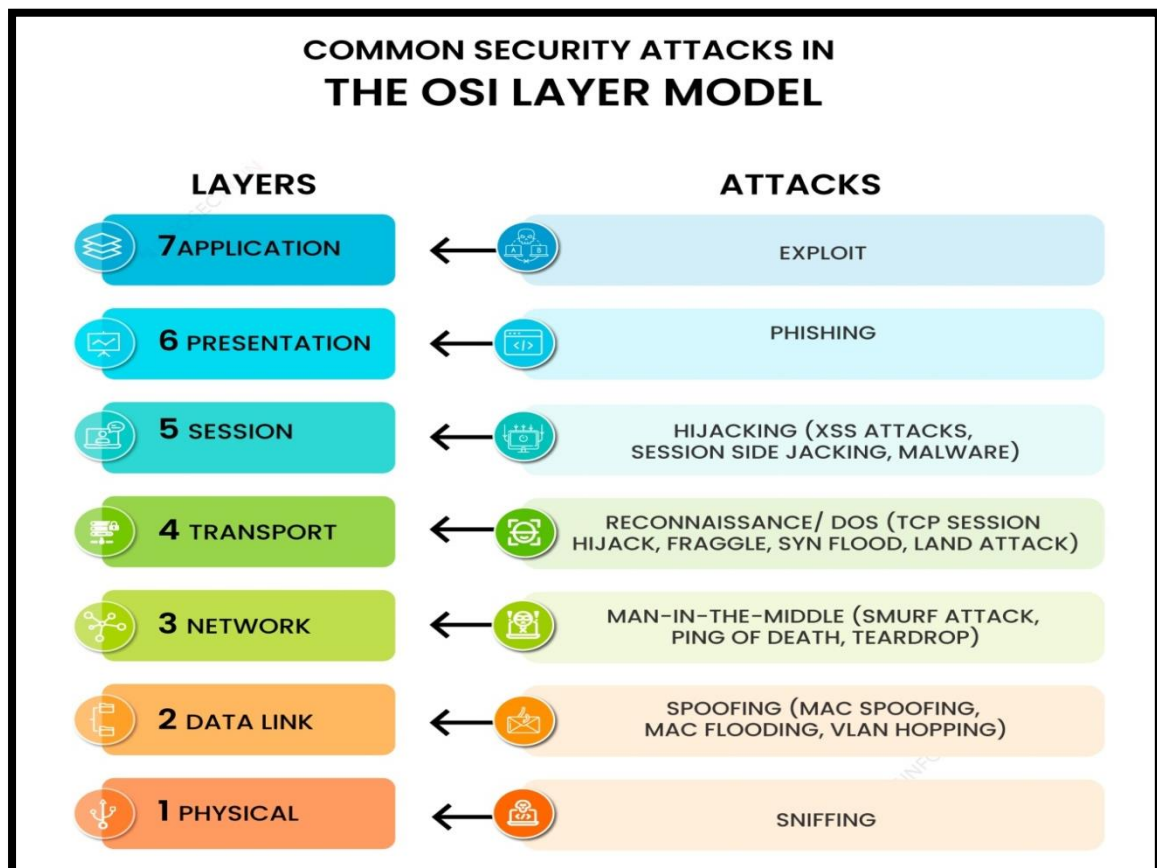 COMMON SECURITY ATTACKS IN
THE OSI LAYER MODEL
LAYERS
ATTACKS
7APPLICATION
EXPLOIT
6 PRESENTATION
PHISHING
5 SESSION
HIJACKING (XSS ATTACKS,
SESSION SIDE JACKING, MALWARE)
4 TRANSPORT
RECONNAISSANCE/ DOS (TCP SESSION
HIJACK, FRAGGLE, SYN FLOOD, LAND ATTACK)
3 NETWORK
MAN-IN-THE-MIDDLE (SMURF ATTACK,
PING OF DEATH, TEARDROP)
2 DATA LINK
SPOOFING (MAC SPOOFING,
MAC FLOODING, VLAN HOPPING)
1 PHYSICAL
SNIFFING